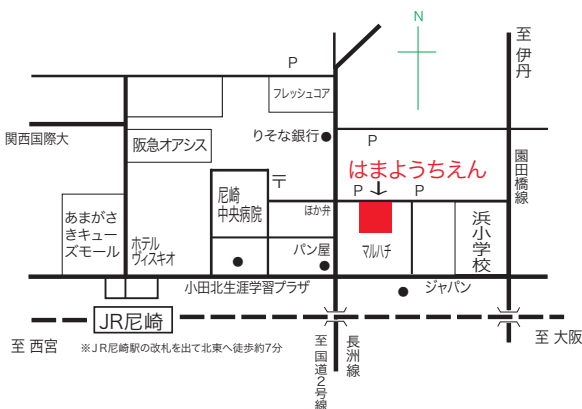 N
至 伊丹
P
フレッシュコア
関西国際大
阪急オアシス
りそな銀行
P
はまようちえん
園田橋線
〒
P
P
尼崎
中央病院
ほか弁
あまがさ
きキュー
ズモール
ホテル
ヴィスキオ
パン屋
マルハチ
浜小学校
小田北生涯学習プラザ
ジャパン
JR尼崎
至 西宮
※JR尼崎駅の改札を出て北東へ徒歩約7分
至 国道2号線
長洲線
至 大阪